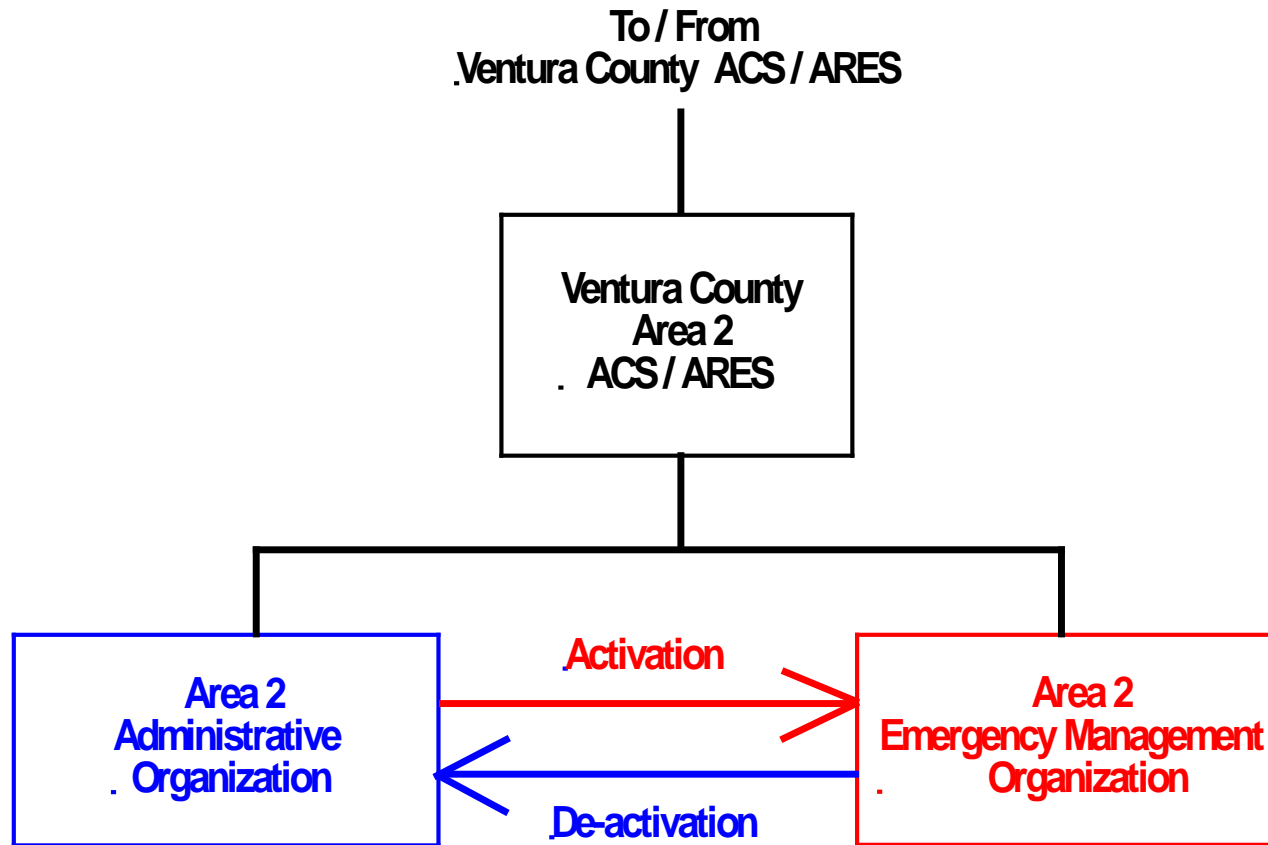 To / From
Ventura County ACS / ARES
Ventura County
Area 2
ACS / ARES
Activation
Area 2
Administrative
Organization
Area 2
Emergency Management
Organization
De-activation